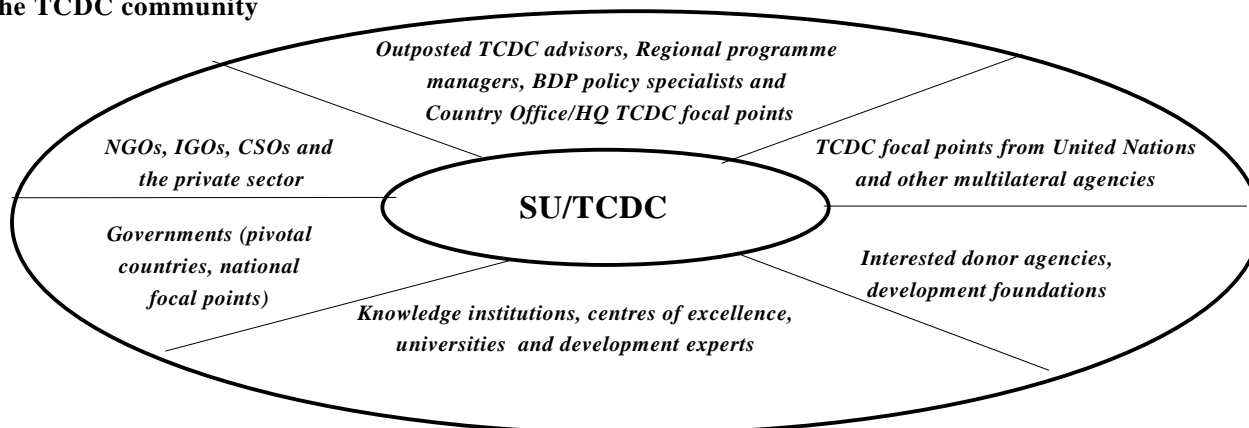 he TCDC community
Outposted TCDC advisors, Regional programme
managers, BDP policy specialists and
Country Office/HQ TCDC focal points
NGOs, IGOs, CSOs and
the private sector
TCDC focal points from United Nations
and other multilateral agencies
SU/TCDC
Governments (pivotal
countries, national
focal points)
Interested donor agencies,
development foundations
Knowledge institutions, centres of excellence,
universities and development experts